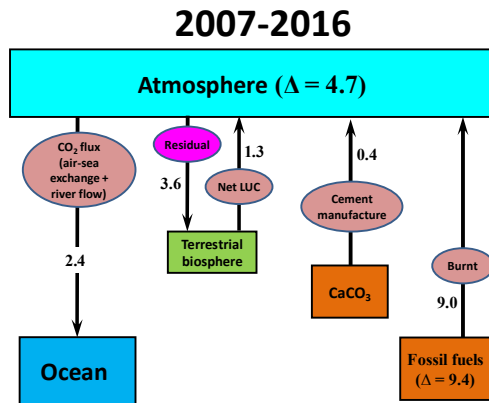 2007-2016
Atmosphere (Δ = 4.7)
CO₂ flux
(air-sea
exchange +
river flow)
2.4
Ocean
Residual
3.6
1.3
Net LUC
Terrestrial
biosphere
0.4
Cement
manufacture
CaCO₃
Burnt
9.0
Fossil fuels
(Δ = 9.4)